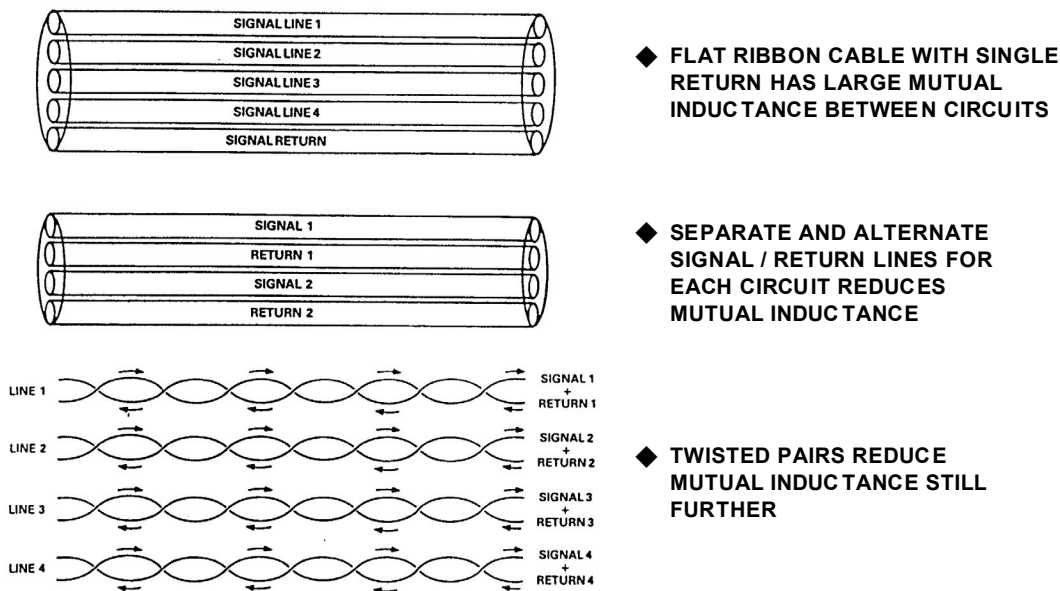 SIGNAL LINE 1
SIGNAL LINE 2
SIGNAL LINE 3
SIGNAL LINE 4
SIGNAL RETURN
◆ FLAT RIBBON CABLE WITH SINGLE
RETURN HAS LARGE MUTUAL
INDUCTANCE BETWEEN CIRCUITS
SIGNAL 1
RETURN 1
SIGNAL 2
RETURN 2
◆ SEPARATE AND ALTERNATE
SIGNAL / RETURN LINES FOR
EACH CIRCUIT REDUCES
MUTUAL INDUCTANCE
LINE 1
SIGNAL 1
+
RETURN 1
LINE 2
SIGNAL 2
+
RETURN 2
LINE 3
SIGNAL 3
+
RETURN 3
LINE 4
SIGNAL 4
+
RETURN 4
◆ TWISTED PAIRS REDUCE
MUTUAL INDUCTANCE STILL
FURTHER